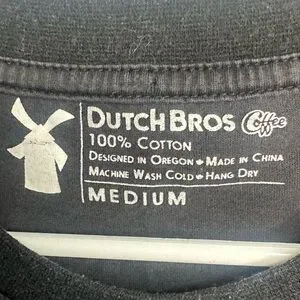 DUTCH BROS Coffee
100% COTTON
DESIGNED IN OREGON • MADE IN CHINA
MACHINE WASH COLD • HANG DRY
MEDIUM